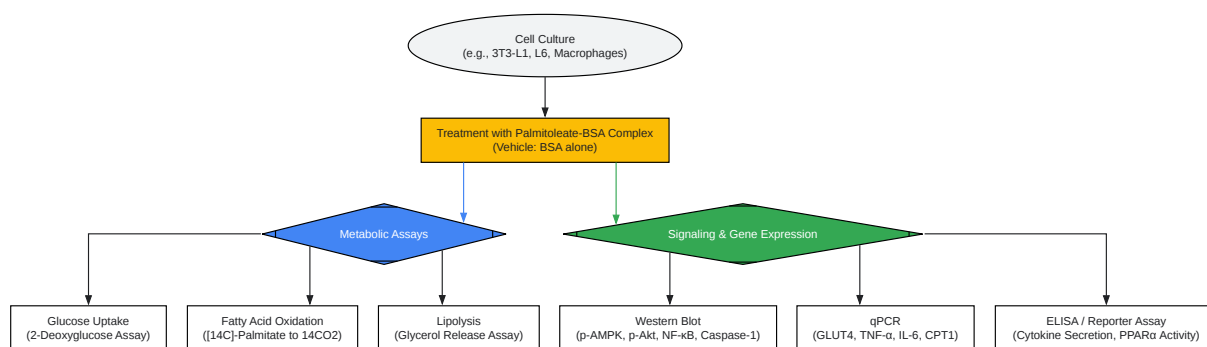 Cell Culture
(e.g., 3T3-L1, L6, Macrophages)
Treatment with Palmitoleate-BSA Complex
(Vehicle: BSA alone)
Metabolic Assays
Signaling & Gene Expression
Glucose Uptake
(2-Deoxyglucose Assay)
Fatty Acid Oxidation
([14C]-Palmitate to 14CO2)
Lipolysis
(Glycerol Release Assay)
Western Blot
(p-AMPK, p-Akt, NF-κB, Caspase-1)
qPCR
(GLUT4, TNF-α, IL-6, CPT1)
ELISA / Reporter Assay
(Cytokine Secretion, PPARα Activity)